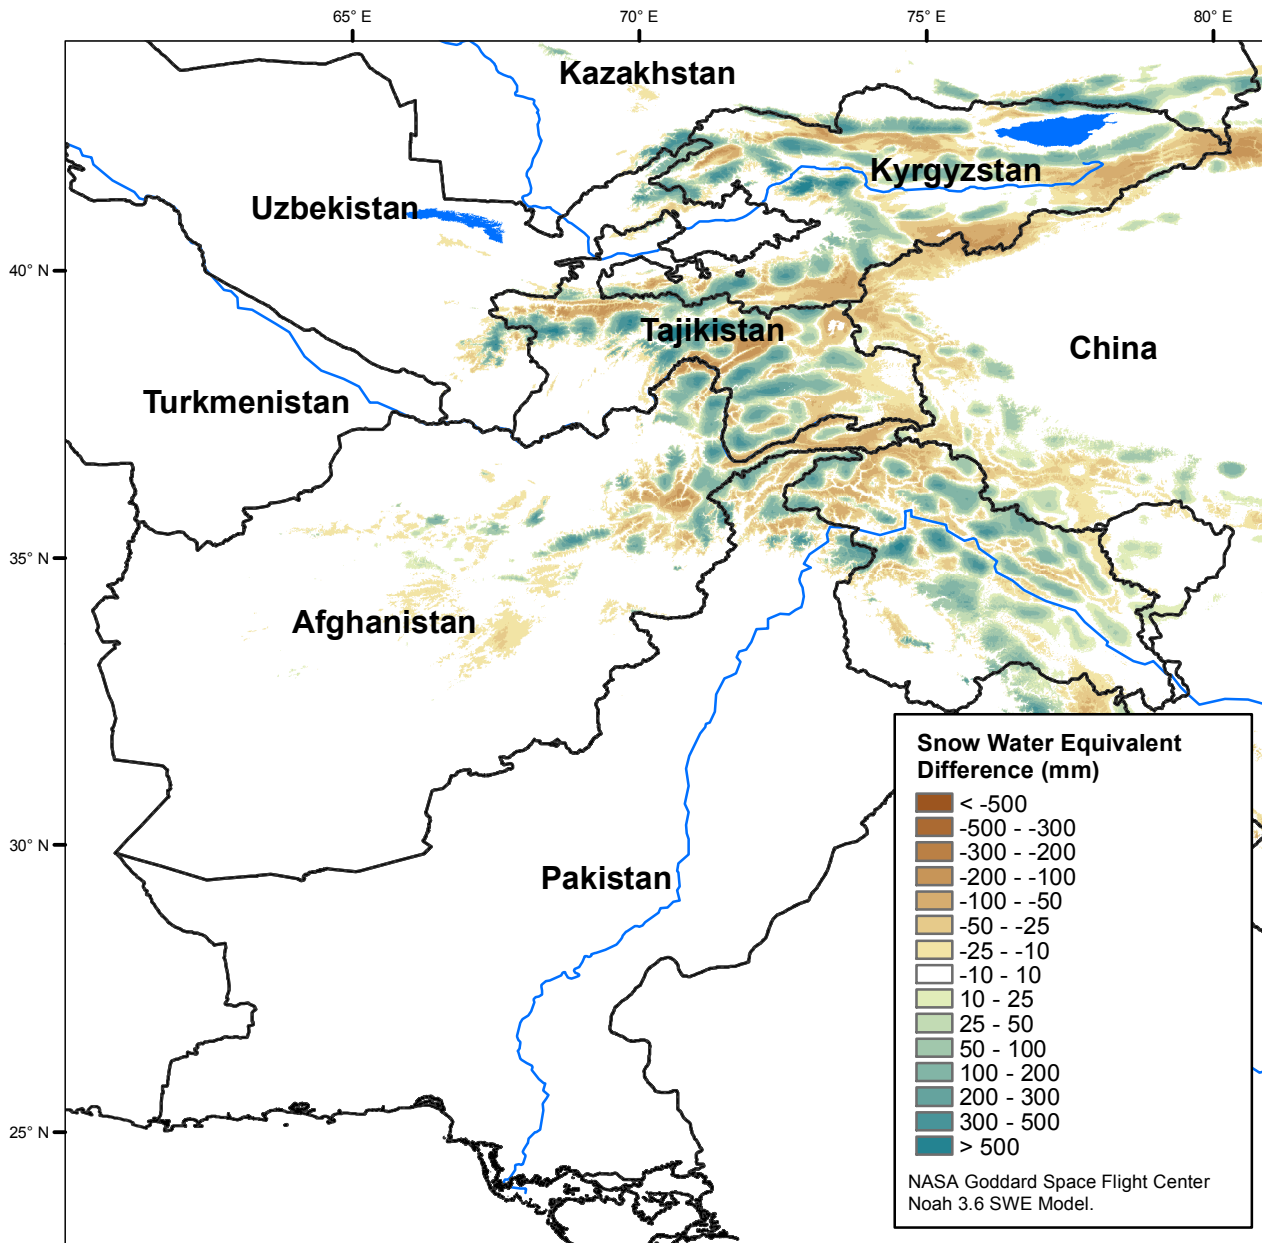 65° E
70° E
75° E
80° E
Kazakhstan
Kyrgyzstan
Uzbekistan
40° N
Tajikistan
China
Turkmenistan
35° N
Afghanistan
Snow Water Equivalent
Difference (mm)
< -500
-500 - -300
-300 - -200
-200 - -100
-100 - -50
-50 - -25
-25 - -10
-10 - 10
10 - 25
25 - 50
50 - 100
100 - 200
200 - 300
300 - 500
> 500
NASA Goddard Space Flight Center
Noah 3.6 SWE Model.
30° N
Pakistan
25° N